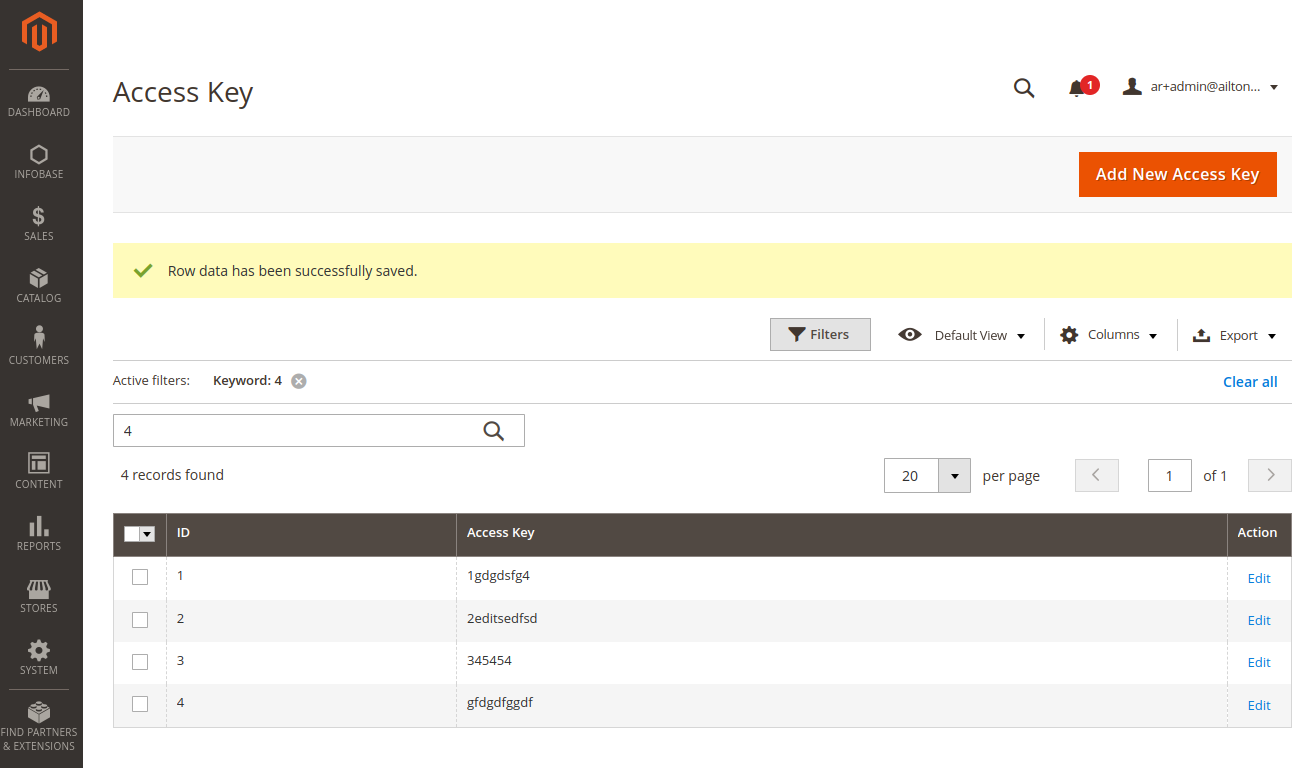 Access Key
1
ar+admin@ailton...
DASHBOARD
INFOBASE
SALES
CATALOG
CUSTOMERS
MARKETING
CONTENT
REPORTS
STORES
SYSTEM
FIND PARTNERS
& EXTENSIONS
Add New Access Key
Row data has been successfully saved.
Filters
Default View
Columns
Export
Active filters:
Keyword: 4
Clear all
4
4 records found
20
per page
1
of 1
ID Access Key Action
1 1gdgdsfg4 Edit
2 2editsedfsd Edit
3 345454 Edit
4 gfdgdfggdf Edit